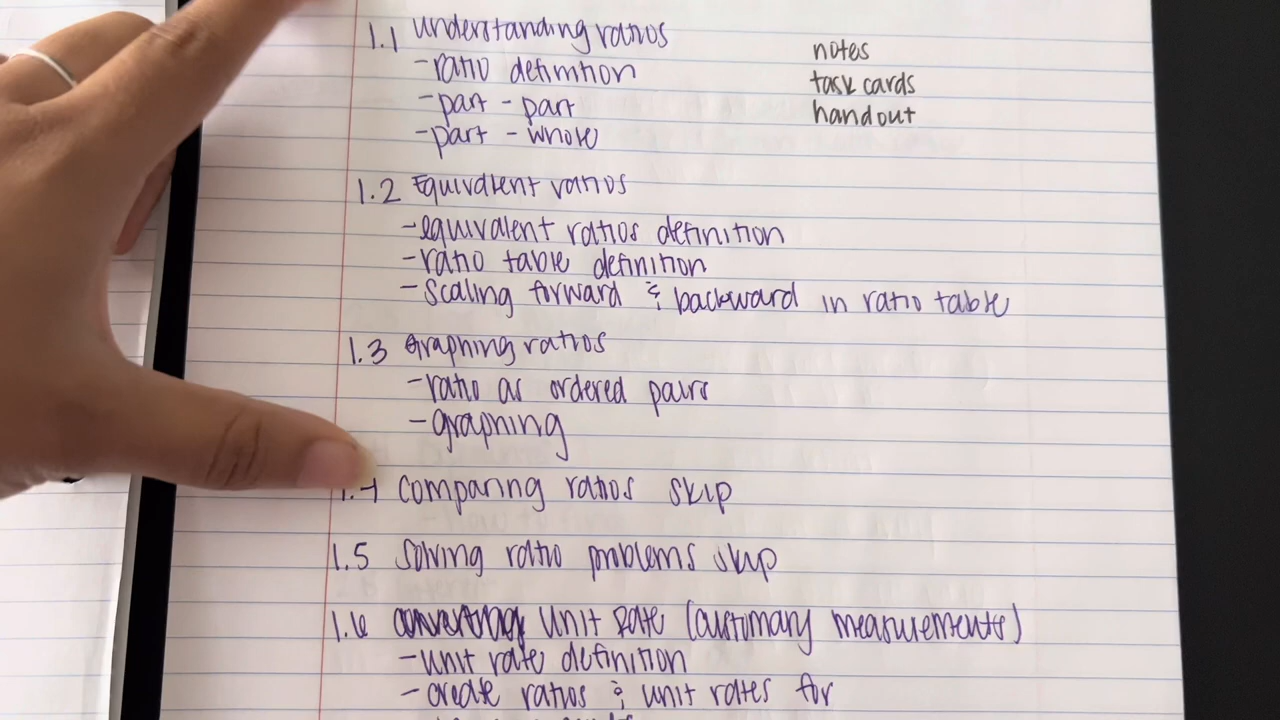 1.1 understanding ratios
-ratio definition
-part - part
-part - whole
notes
task cards
handout
1.2 Equivalent ratios
-equivalent ratios definition
-ratio table definition
-scaling forward & backward in ratio table
1.3 Graphing ratios
-ratio as ordered pairs
-graphing
1.4 comparing ratios skip
1.5 solving ratio problems skip
1.6 unit rate (customary measurements)
-unit rate definition
-create ratios & unit rates for